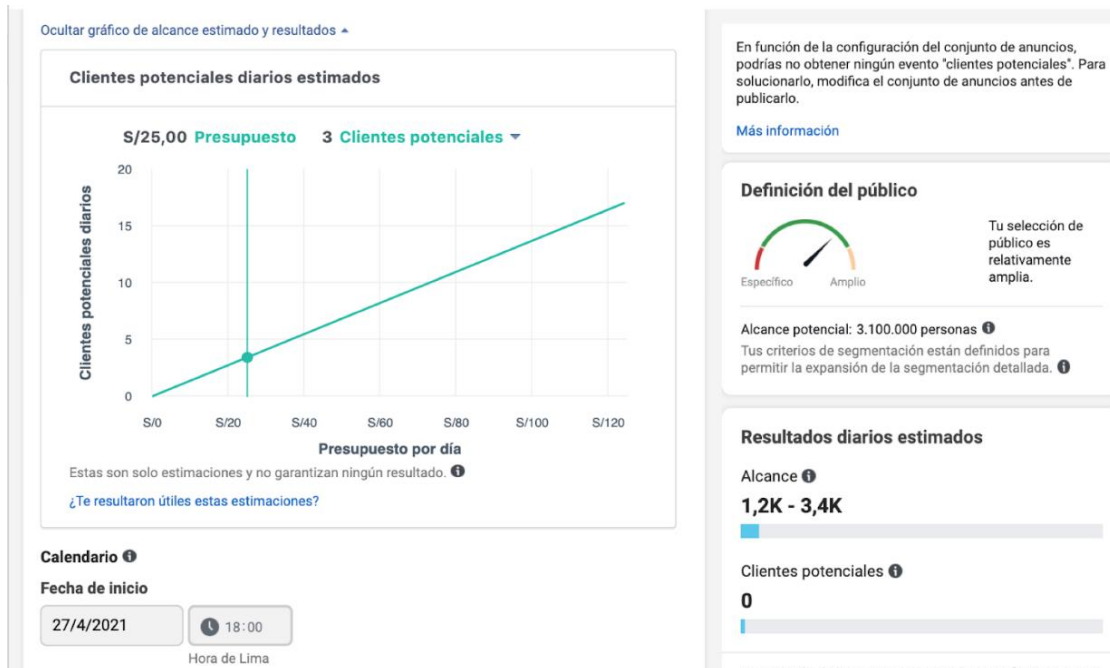 Ocultar gráfico de alcance estimado y resultados
Clientes potenciales diarios estimados
S/25,00 Presupuesto 3 Clientes potenciales
Clientes potenciales diarios
20
15
10
5
0
S/0 S/20 S/40 S/60 S/80 S/100 S/120
Presupuesto por día
Estas son solo estimaciones y no garantizan ningún resultado.
¿Te resultaron útiles estas estimaciones?
Calendario
Fecha de inicio
27/4/2021 18:00
Hora de Lima
En función de la configuración del conjunto de anuncios,
podrías no obtener ningún evento "clientes potenciales". Para
solucionarlo, modifica el conjunto de anuncios antes de
publicarlo.
Más información
Definición del público
Específico Amplio
Tu selección de
público es
relativamente
amplia.
Alcance potencial: 3.100.000 personas
Tus criterios de segmentación están definidos para
permitir la expansión de la segmentación detallada.
Resultados diarios estimados
Alcance
1,2K - 3,4K
Clientes potenciales
0